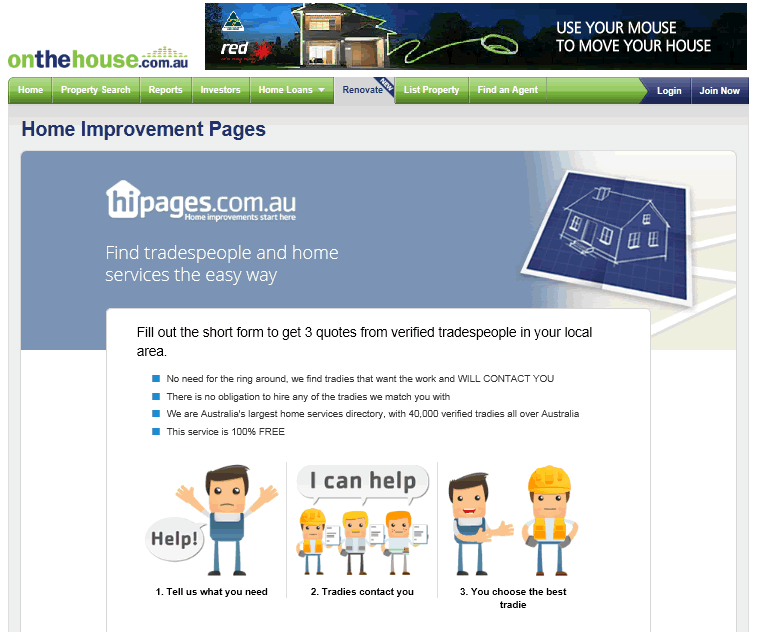 onthehouse.com.au
red
USE YOUR MOUSE
TO MOVE YOUR HOUSE
Home
Property Search
Reports
Investors
Home Loans
Renovate
NEW
List Property
Find an Agent
Login
Join Now
Home Improvement Pages
hipages.com.au
Home improvements start here
Find tradespeople and home
services the easy way
Fill out the short form to get 3 quotes from verified tradespeople in your local
area.
No need for the ring around, we find tradies that want the work and WILL CONTACT YOU
There is no obligation to hire any of the tradies we match you with
We are Australia's largest home services directory, with 40,000 verified tradies all over Australia
This service is 100% FREE
Help!
I can help
1. Tell us what you need
2. Tradies contact you
3. You choose the best
tradie